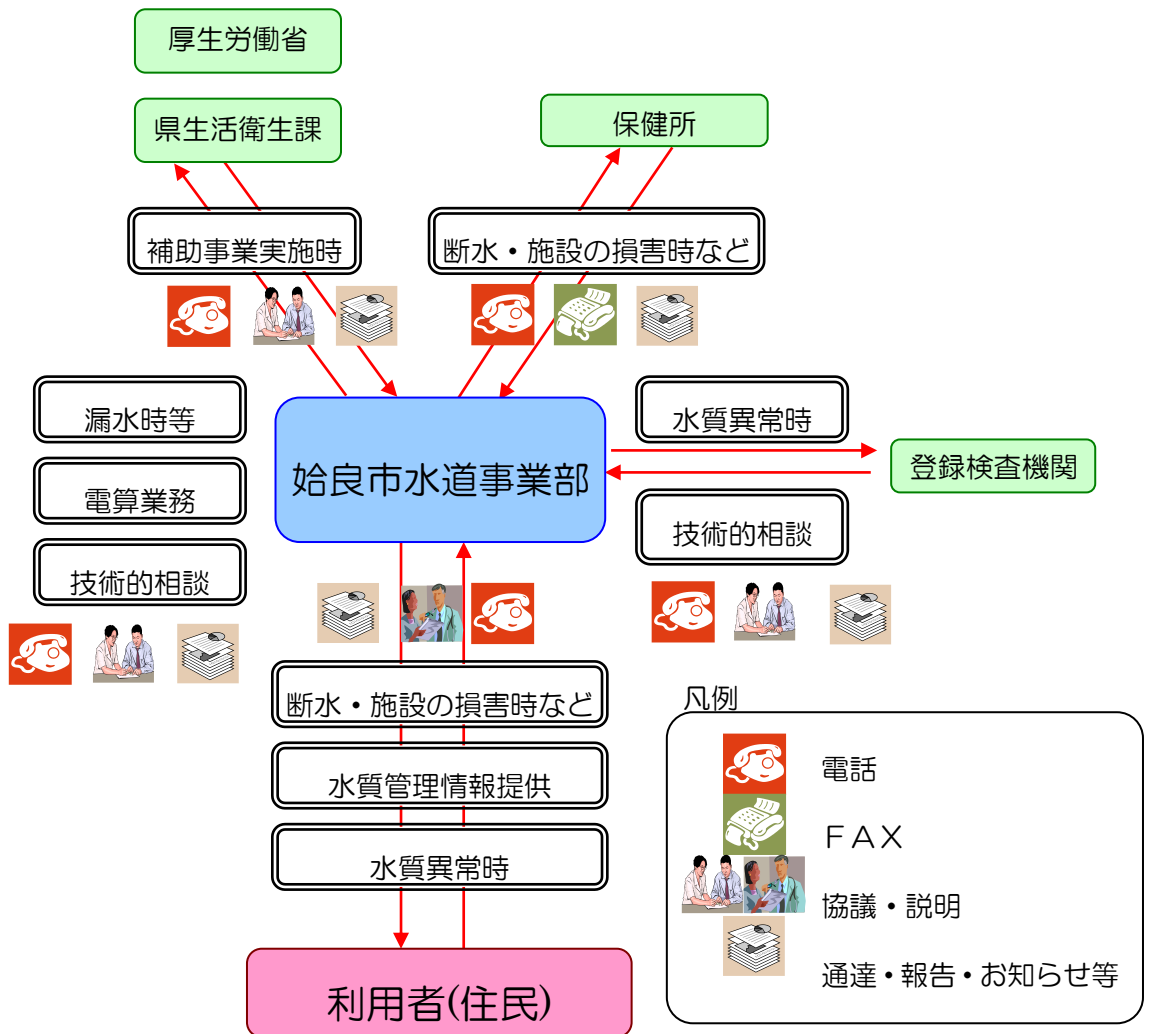 厚生労働省
県生活衛生課
保健所
補助事業実施時
断水・施設の損害時など
漏水時等
電算業務
技術的相談
姶良市水道事業部
水質異常時
技術的相談
登録検査機関
断水・施設の損害時など
水質管理情報提供
水質異常時
利用者(住民)
凡例
電話
ＦＡＸ
協議・説明
通達・報告・お知らせ等